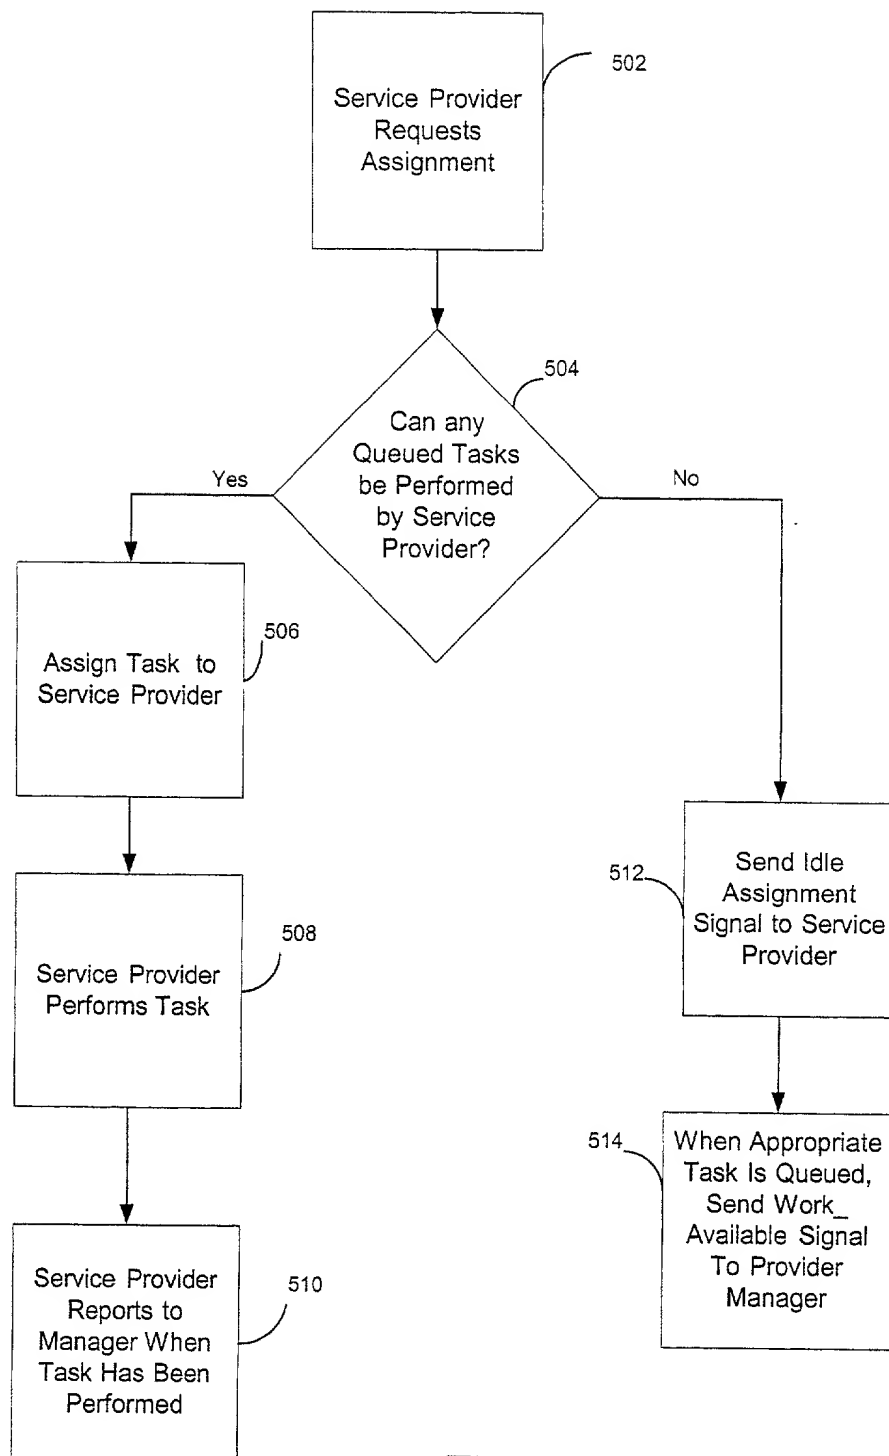 502
Service Provider
Requests
Assignment
504
Can any
Queued Tasks
be Performed
by Service
Provider?
Yes
No
506
Assign Task to
Service Provider
512
Send Idle
Assignment
Signal to Service
Provider
508
Service Provider
Performs Task
514
When Appropriate
Task Is Queued,
Send Work_
Available Signal
To Provider
Manager
510
Service Provider
Reports to
Manager When
Task Has Been
Performed